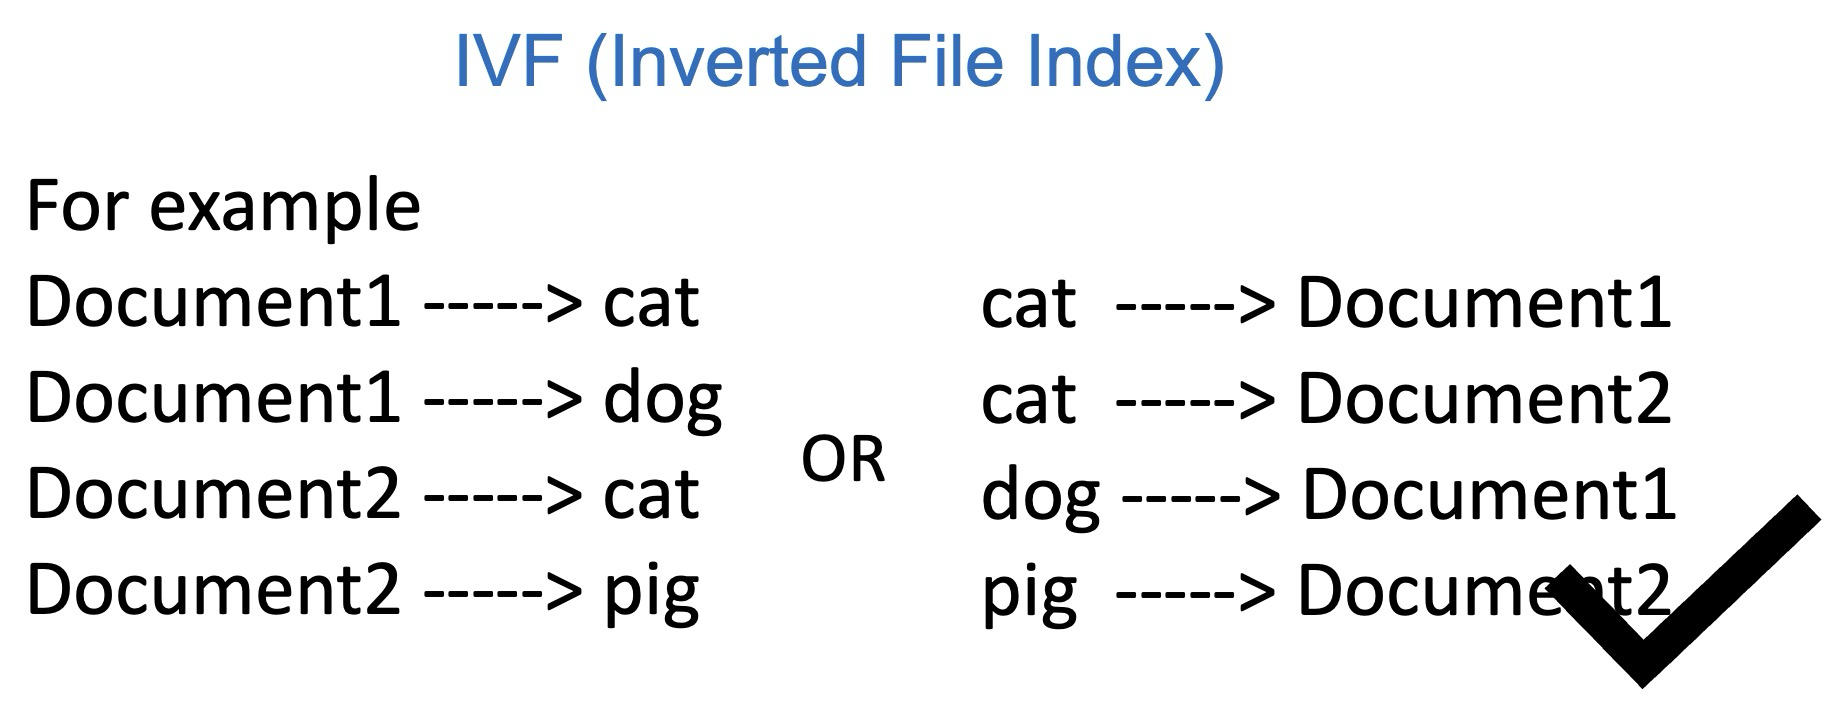 IVF (Inverted File Index)
For example
Document1 -----> cat
Document1 -----> dog
Document2 -----> cat
Document2 -----> pig
OR
cat -----> Document1
cat -----> Document2
dog -----> Document1
pig -----> Document2